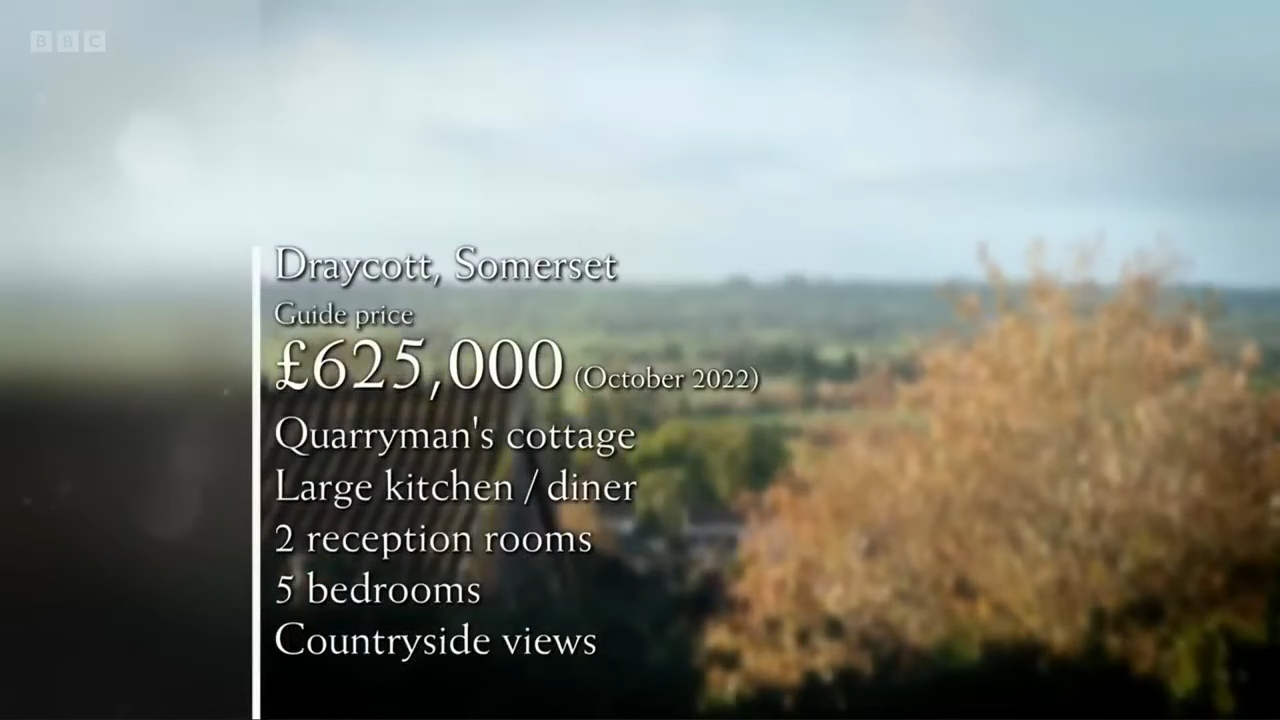 BBC
Draycott, Somerset
Guide price
£625,000 (October 2022)
Quarryman's cottage
Large kitchen / diner
2 reception rooms
5 bedrooms
Countryside views